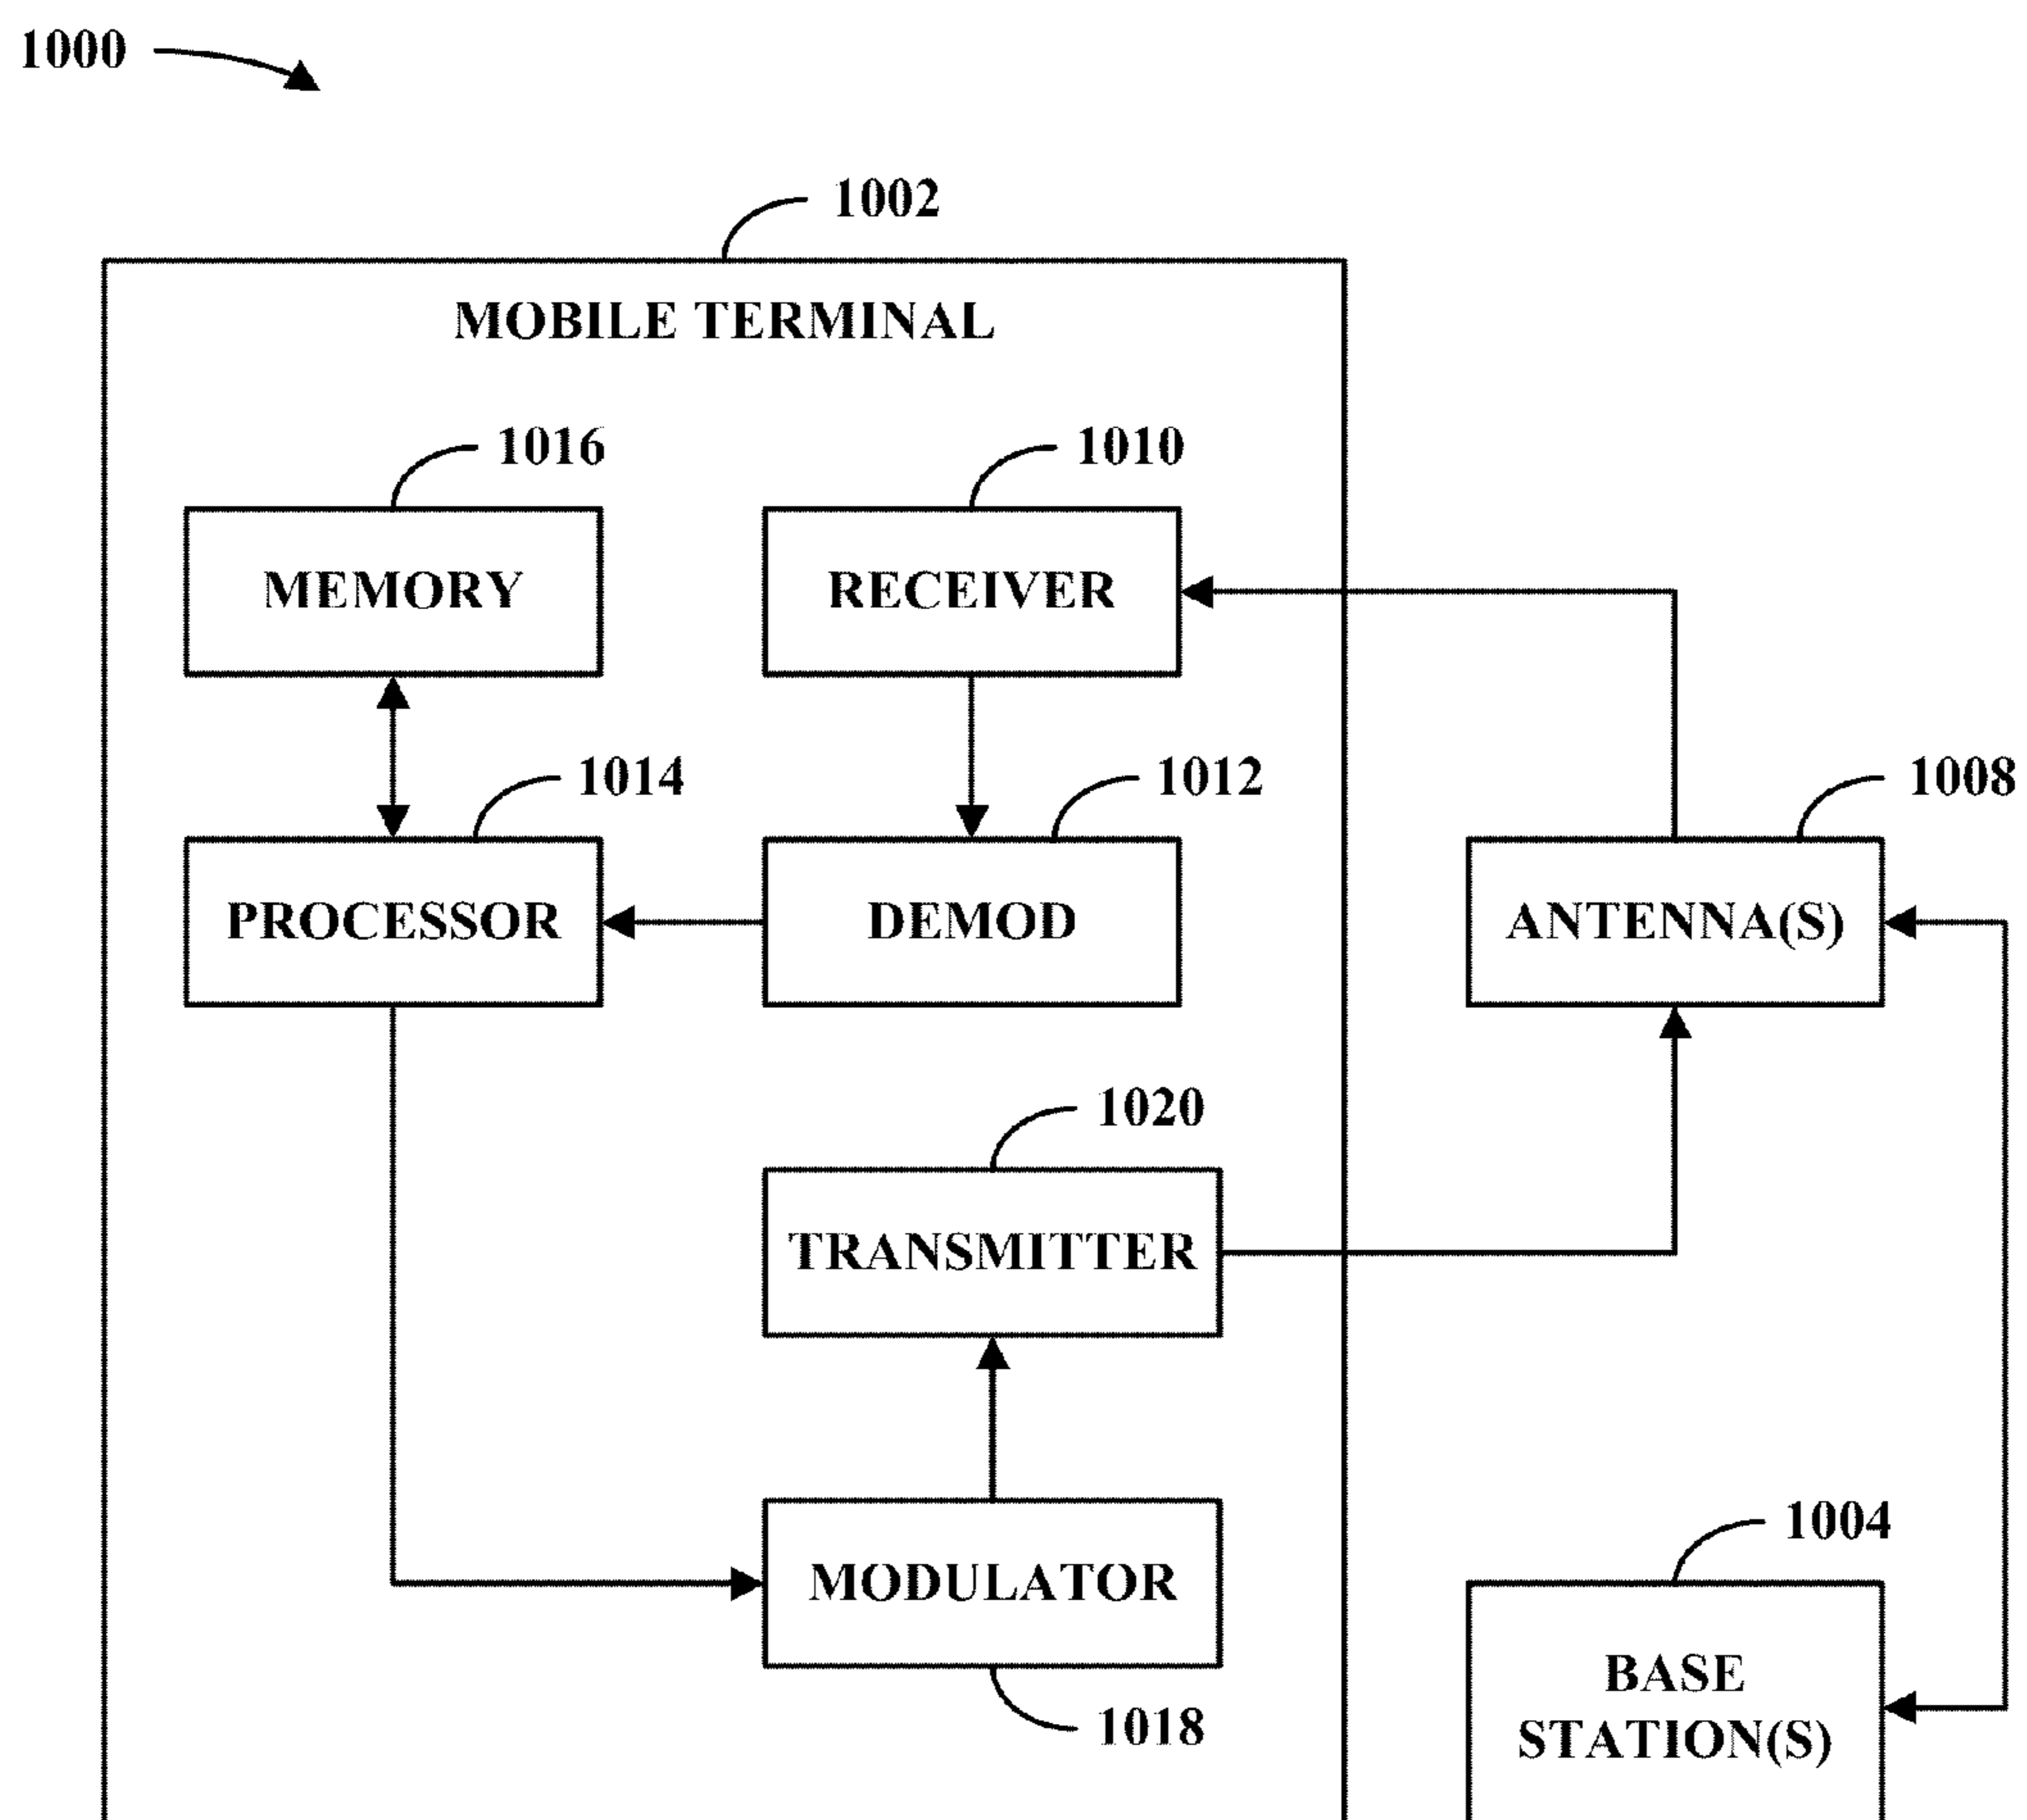 1000
1002
MOBILE TERMINAL
1016
1010
MEMORY
RECEIVER
1014
1012
1008
PROCESSOR
DEMOD
ANTENNA(S)
1020
TRANSMITTER
1004
MODULATOR
BASE
STATION(S)
1018